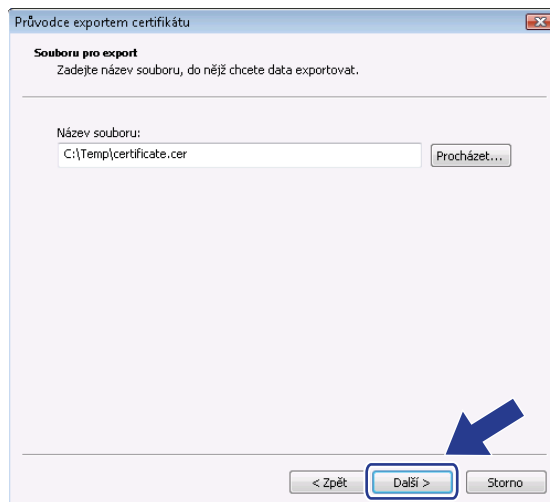 Průvodce exportem certifikátu
Souboru pro export
Zadejte název souboru, do nějž chcete data exportovat.
Název souboru:
C:\Temp\certificate.cer
Procházet...
< Zpět
Další >
Storno